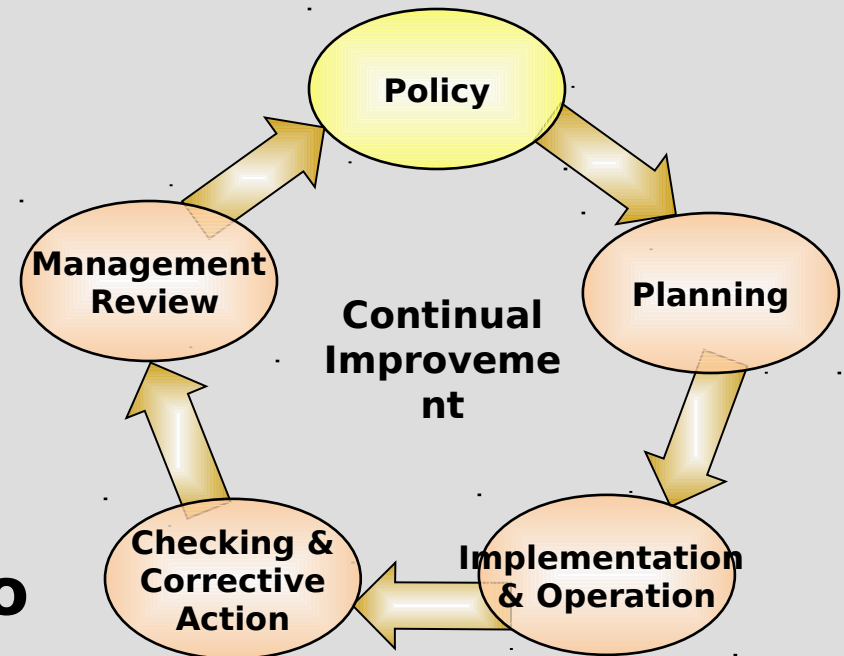 Policy
Management
Review
Planning
Continual
Improveme
nt
Checking &
Corrective
Action
Implementation
& Operation
o